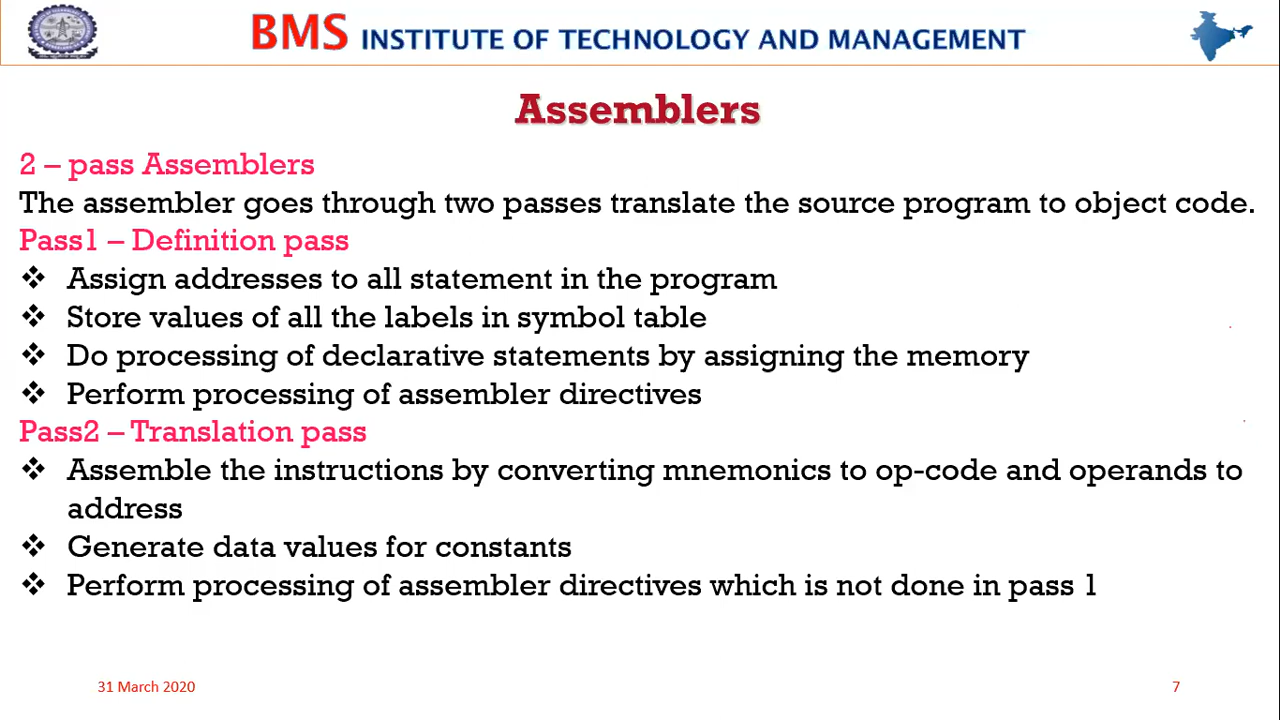 BMS INSTITUTE OF TECHNOLOGY AND MANAGEMENT
Assemblers
2 – pass Assemblers
The assembler goes through two passes translate the source program to object code.
Pass1 – Definition pass
❖ Assign addresses to all statement in the program
❖ Store values of all the labels in symbol table
❖ Do processing of declarative statements by assigning the memory
❖ Perform processing of assembler directives
Pass2 – Translation pass
❖ Assemble the instructions by converting mnemonics to op-code and operands to
address
❖ Generate data values for constants
❖ Perform processing of assembler directives which is not done in pass 1
31 March 2020
7